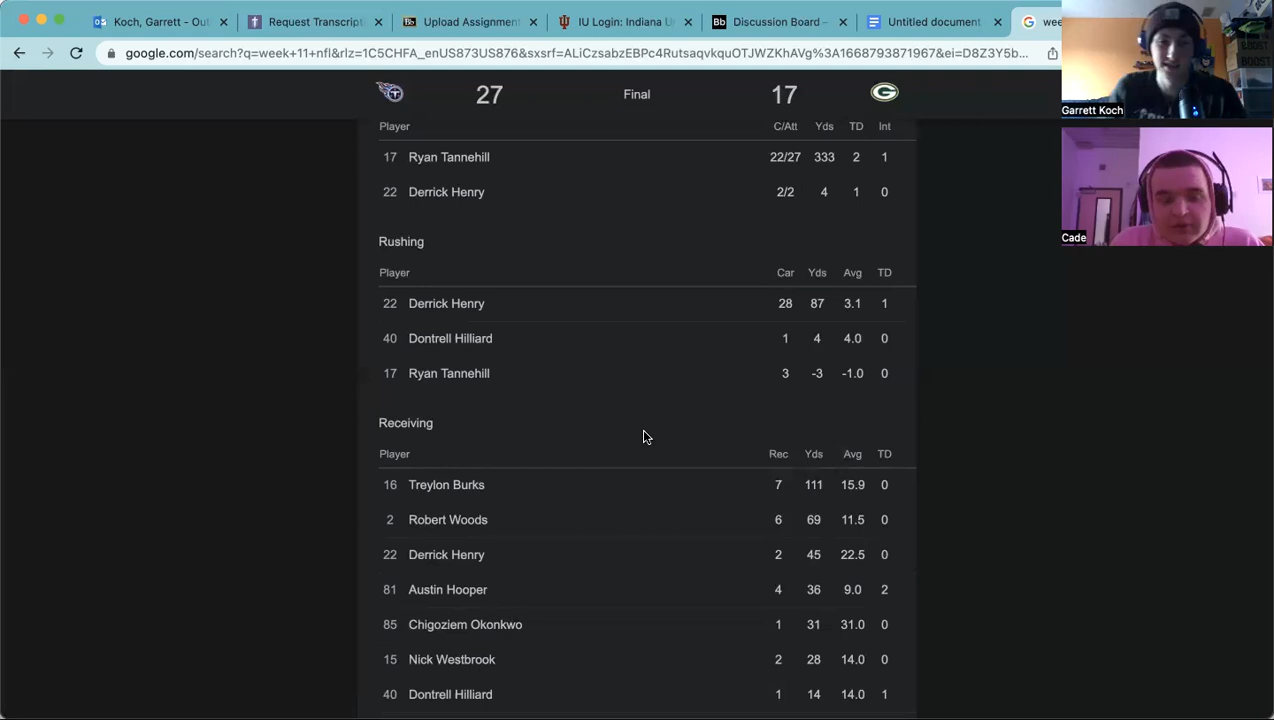 Koch, Garrett - Out
Request Transcript
Upload Assignment
IU Login: Indiana U
Discussion Board –
Untitled document
wee
google.com/search?q=week+11+nfl&rlz=1C5CHFA_enUS873US876&sxsrf=ALiCzsabzEBPc4RutsaqvkquOTJWZKhAVg%3A1668793871967&ei=D8Z3Y5b...
27 Final 17
Player C/Att Yds TD Int
17 Ryan Tannehill 22/27 333 2 1
22 Derrick Henry 2/2 4 1 0
Rushing
Player Car Yds Avg TD
22 Derrick Henry 28 87 3.1 1
40 Dontrell Hilliard 1 4 4.0 0
17 Ryan Tannehill 3 -3 -1.0 0
Receiving
Player Rec Yds Avg TD
16 Treylon Burks 7 111 15.9 0
2 Robert Woods 6 69 11.5 0
22 Derrick Henry 2 45 22.5 0
81 Austin Hooper 4 36 9.0 2
85 Chigoziem Okonkwo 1 31 31.0 0
15 Nick Westbrook 2 28 14.0 0
40 Dontrell Hilliard 1 14 14.0 1
Garrett Koch
Cade